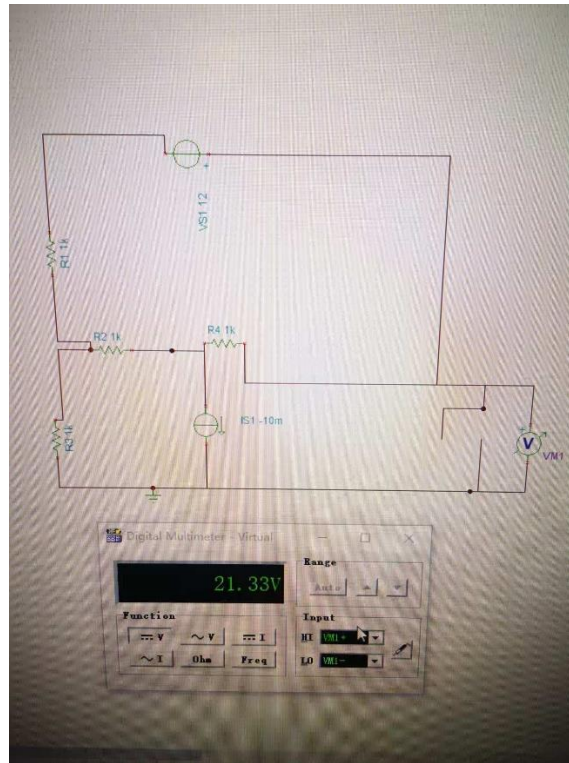 VS1 12
R1 1k
R2 1k
R4 1k
R3 1k
IS1 -10m
V
VM1
Digital Multimeter - Virtual
21.33V
Range
Auto
Function
V
V
I
I
Ohm
Freq
Input
HI VM1+
LO VM1-